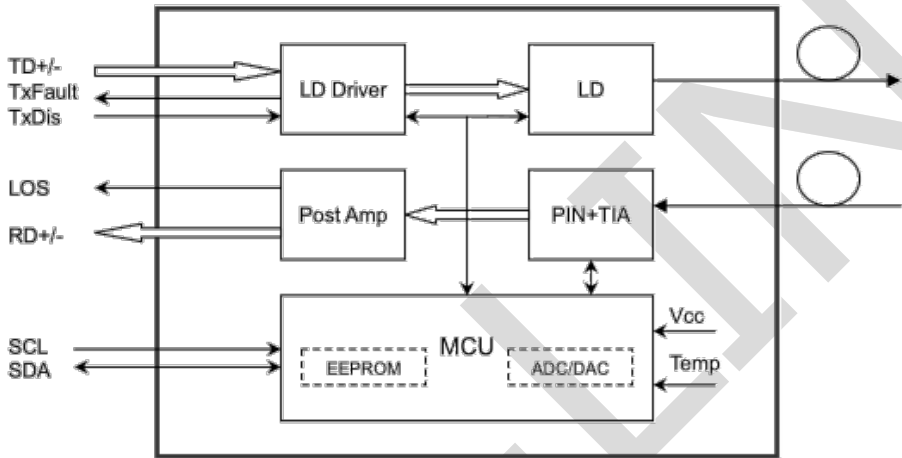 TD+/-
TxFault
TxDis
LD Driver
LD
LOS
RD+/-
Post Amp
PIN+TIA
SCL
SDA
MCU
EEPROM
ADC/DAC
Vcc
Temp